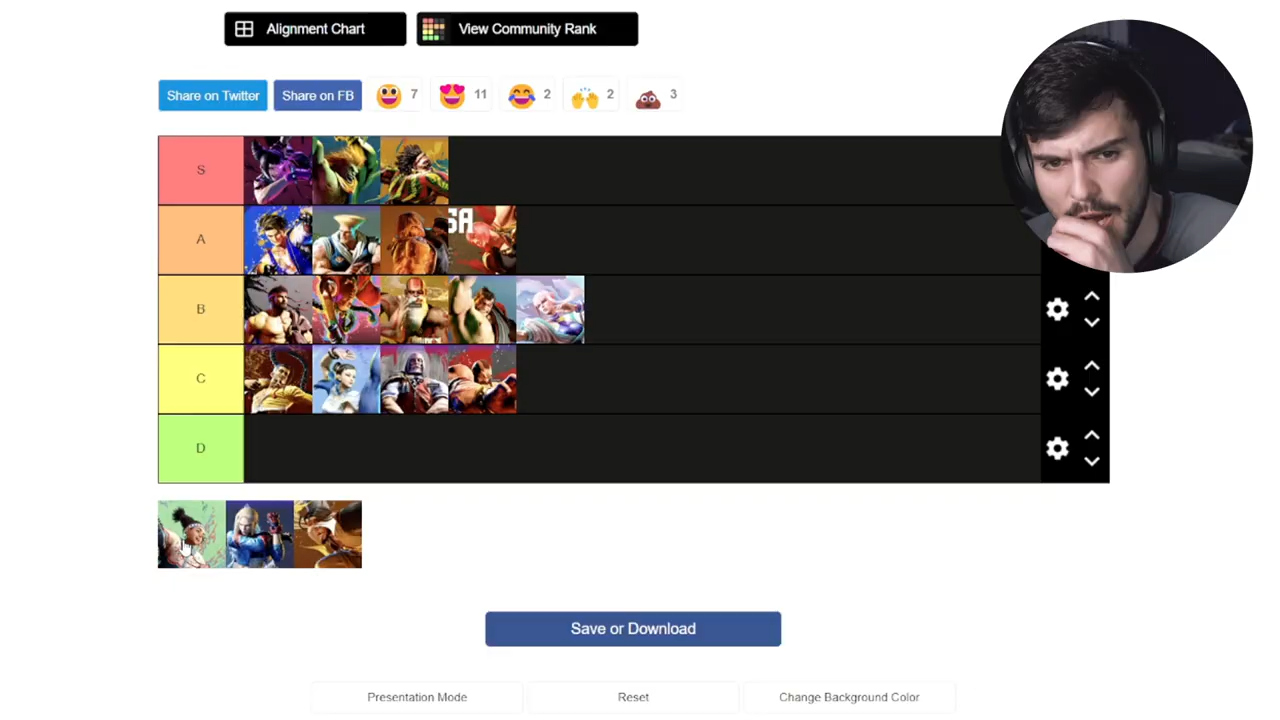 Alignment Chart
View Community Rank
Share on Twitter
Share on FB
7
11
2
2
3
S
A
SA
B
C
D
Save or Download
Presentation Mode
Reset
Change Background Color